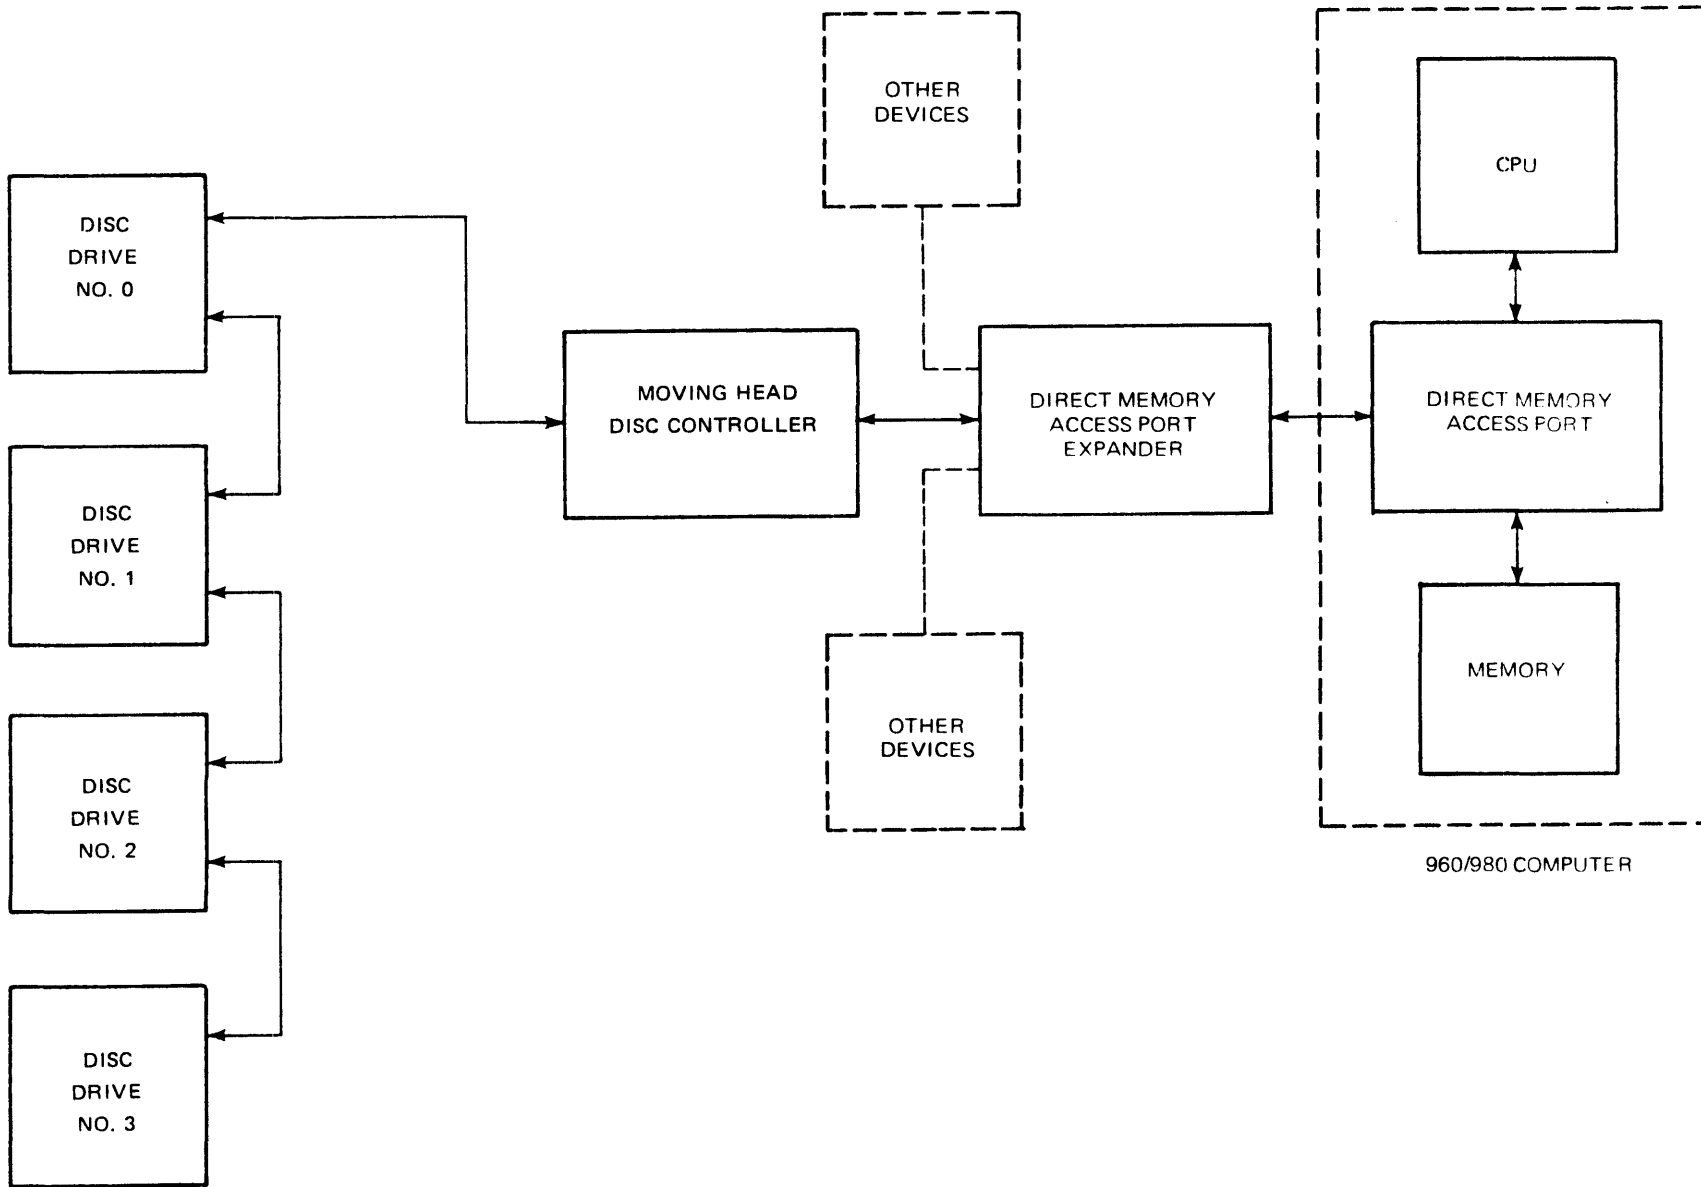 OTHER
DEVICES
CPU
DISC
DRIVE
NO. 0
MOVING HEAD
DISC CONTROLLER
DIRECT MEMORY
ACCESS PORT
EXPANDER
DIRECT MEMORY
ACCESS PORT
DISC
DRIVE
NO. 1
MEMORY
OTHER
DEVICES
DISC
DRIVE
NO. 2
960/980 COMPUTER
DISC
DRIVE
NO. 3